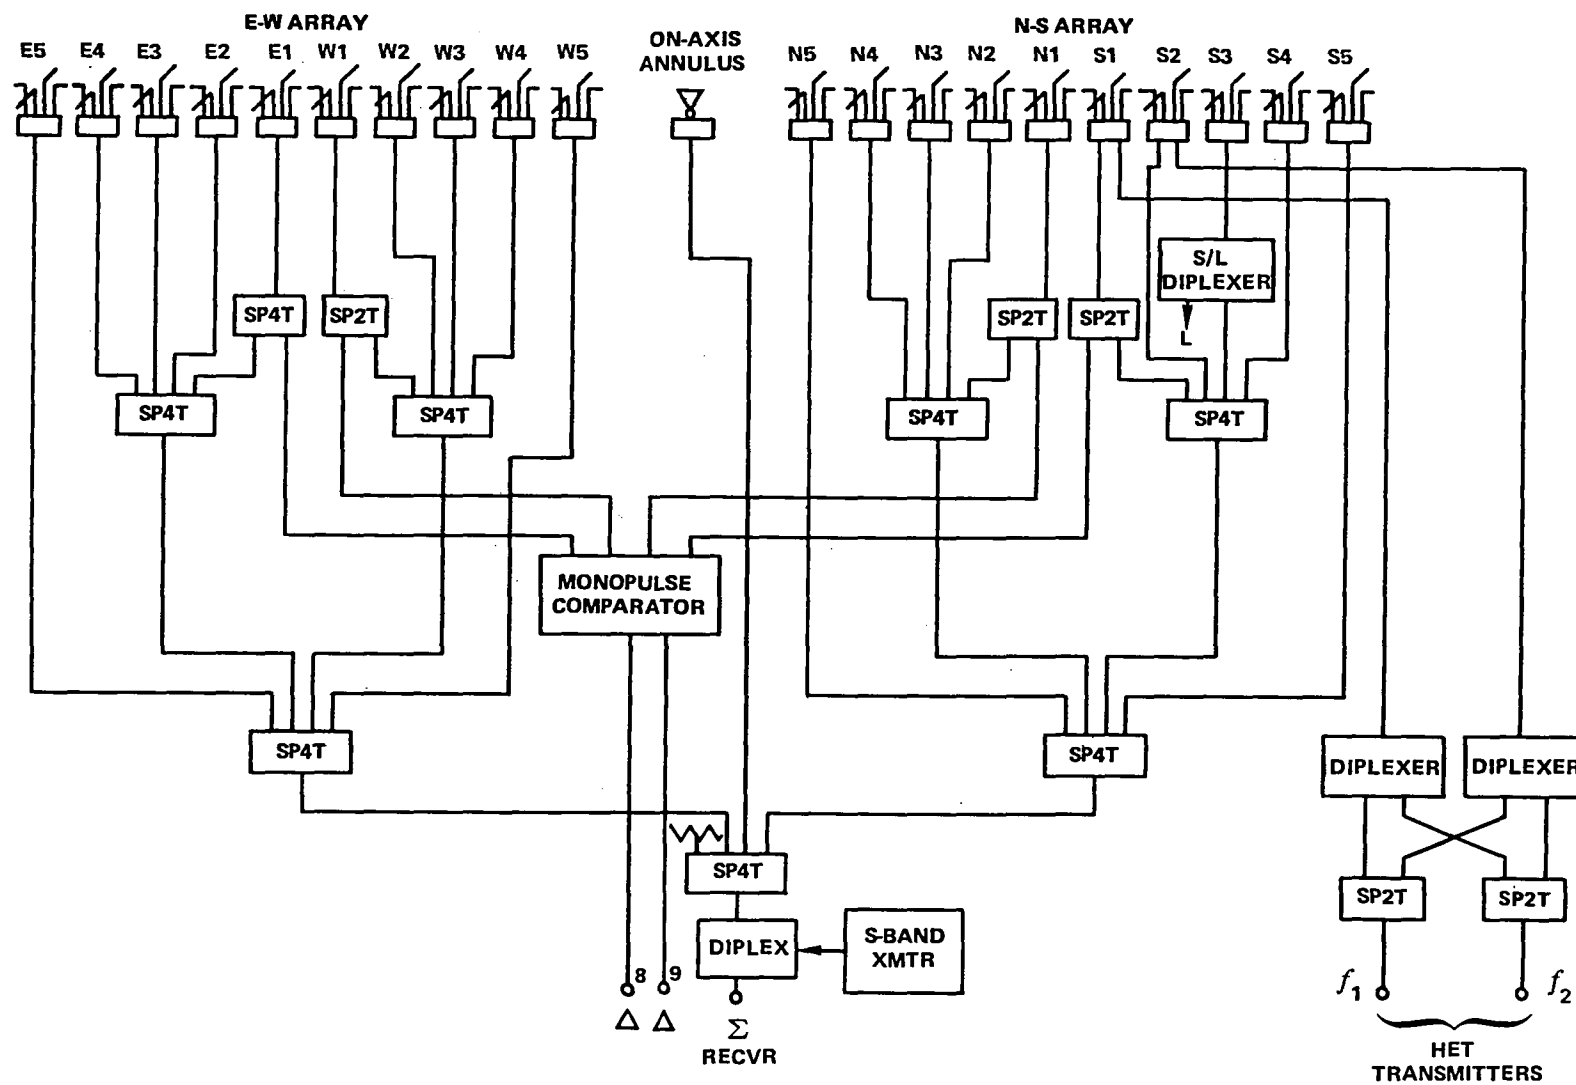 E-W ARRAY
N-S ARRAY
E5 E4 E3 E2 E1 W1 W2 W3 W4 W5
ON-AXIS
ANNULUS
N5 N4 N3 N2 N1 S1 S2 S3 S4 S5
S/L
DIPLEXER
L
SP4T
SP2T
SP2T
SP2T
SP4T
SP4T
SP4T
SP4T
MONOPULSE
COMPARATOR
SP4T
SP4T
DIPLEXER
DIPLEXER
SP4T
SP2T
SP2T
DIPLEX
S-BAND
XMTR
8
9
Δ
Δ
Σ
RECVR
f1
f2
HET
TRANSMITTERS